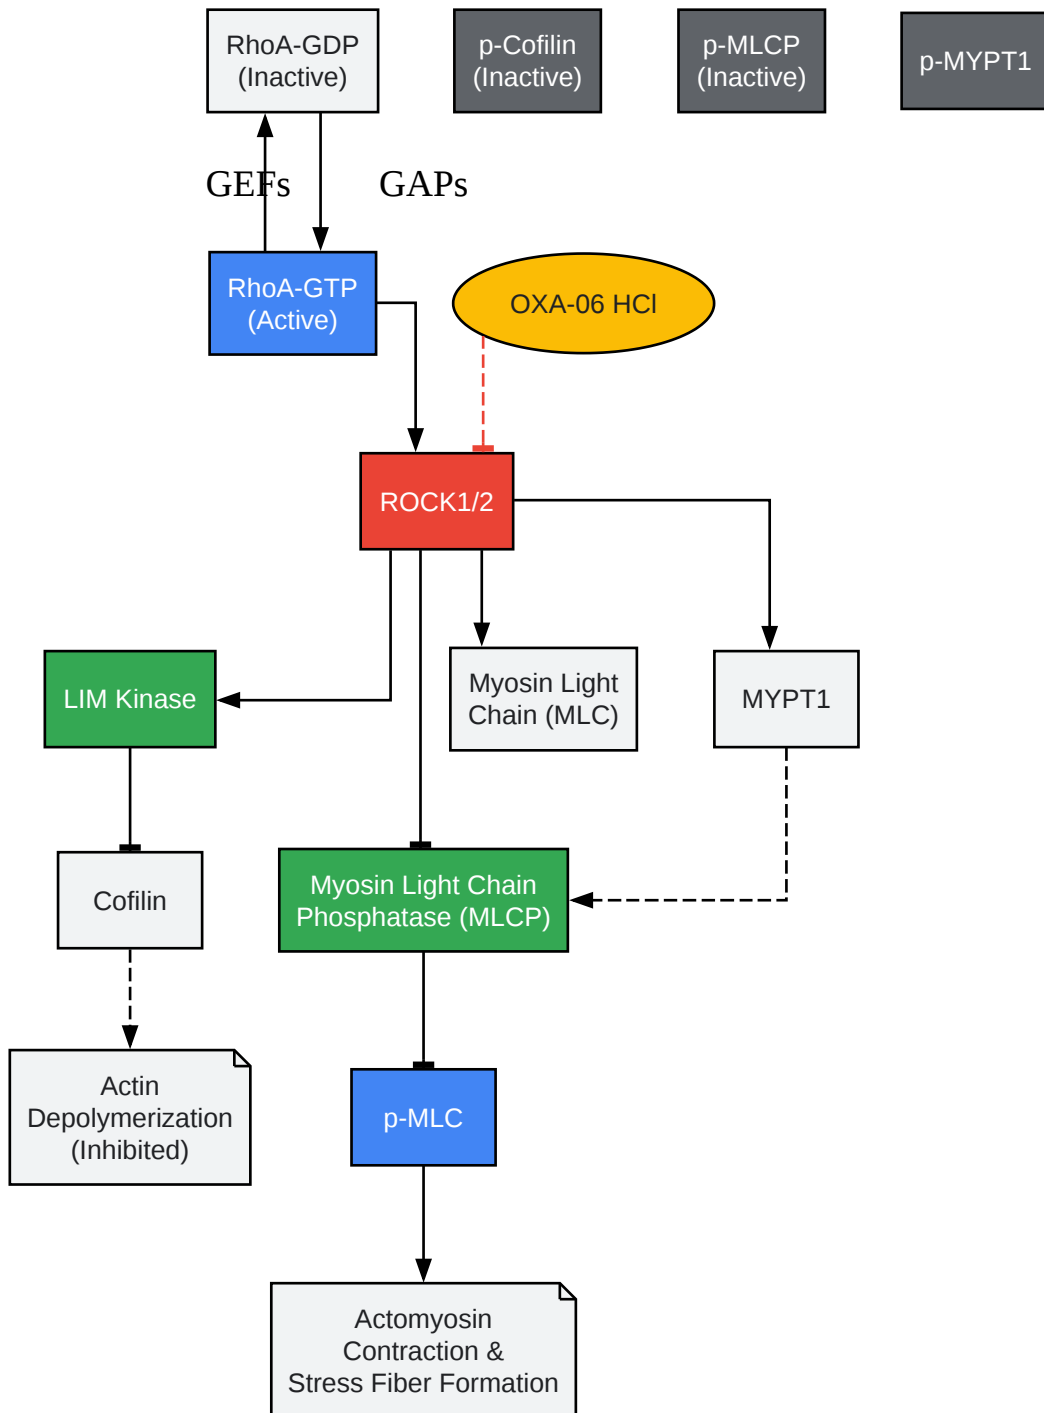 RhoA-GDP
(Inactive)
p-Cofilin
(Inactive)
p-MLCP
(Inactive)
p-MYPT1
GEFs
GAPs
RhoA-GTP
(Active)
OXA-06 HCl
ROCK1/2
LIM Kinase
Myosin Light
Chain (MLC)
MYPT1
Cofilin
Myosin Light Chain
Phosphatase (MLCP)
Actin
Depolymerization
(Inhibited)
p-MLC
Actomyosin
Contraction &
Stress Fiber Formation